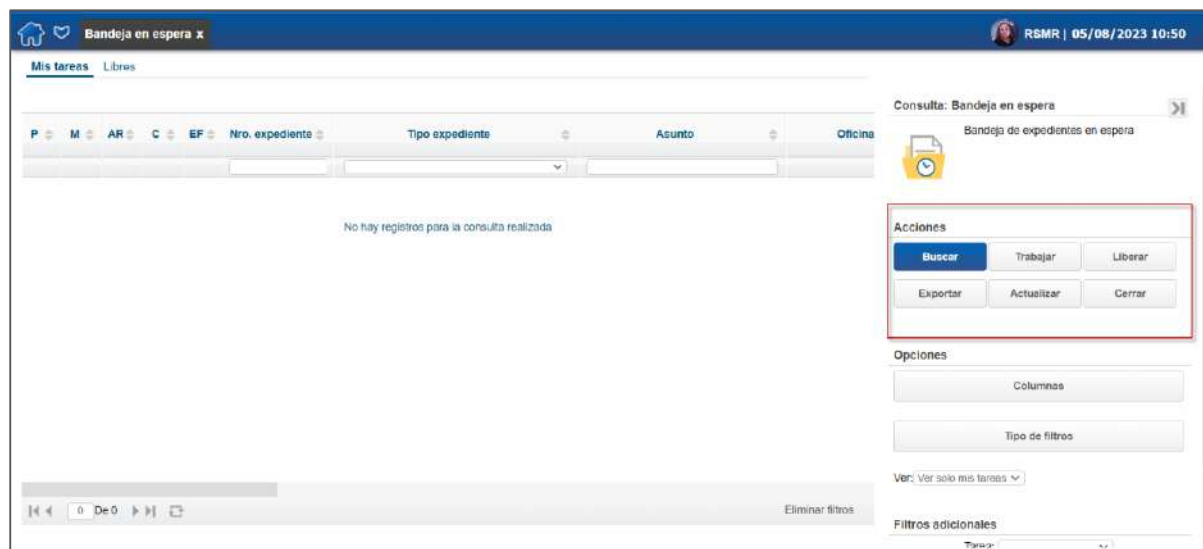 Bandeja en espera x
RSMR | 05/08/2023 10:50
Mis tareas Libres
P M AR C EF Nro. expediente Tipo expediente Asunto Oficina
No hay registros para la consulta realizada
0 De 0
Eliminar filtros
Consulta: Bandeja en espera
Bandeja de expedientes en espera
Acciones
Buscar Trabajar Liberar
Exportar Actualizar Cerrar
Opciones
Columnas
Tipo de filtros
Ver: Ver solo mis tareas
Filtros adicionales
Tarea: